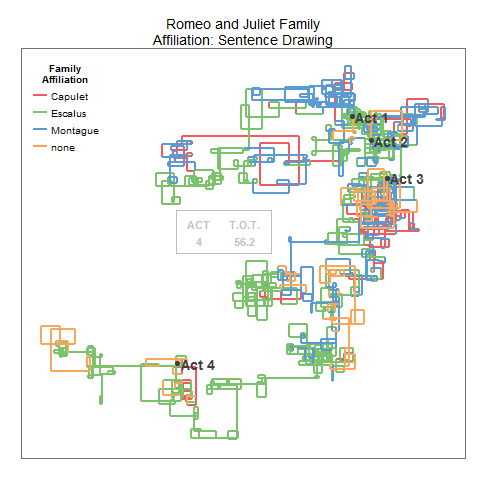 Romeo and Juliet Family
Affiliation: Sentence Drawing
Family
Affiliation
Capulet
Escalus
Montague
none
Act 1
Act 2
Act 3
ACT T.O.T.
4 56.2
Act 4